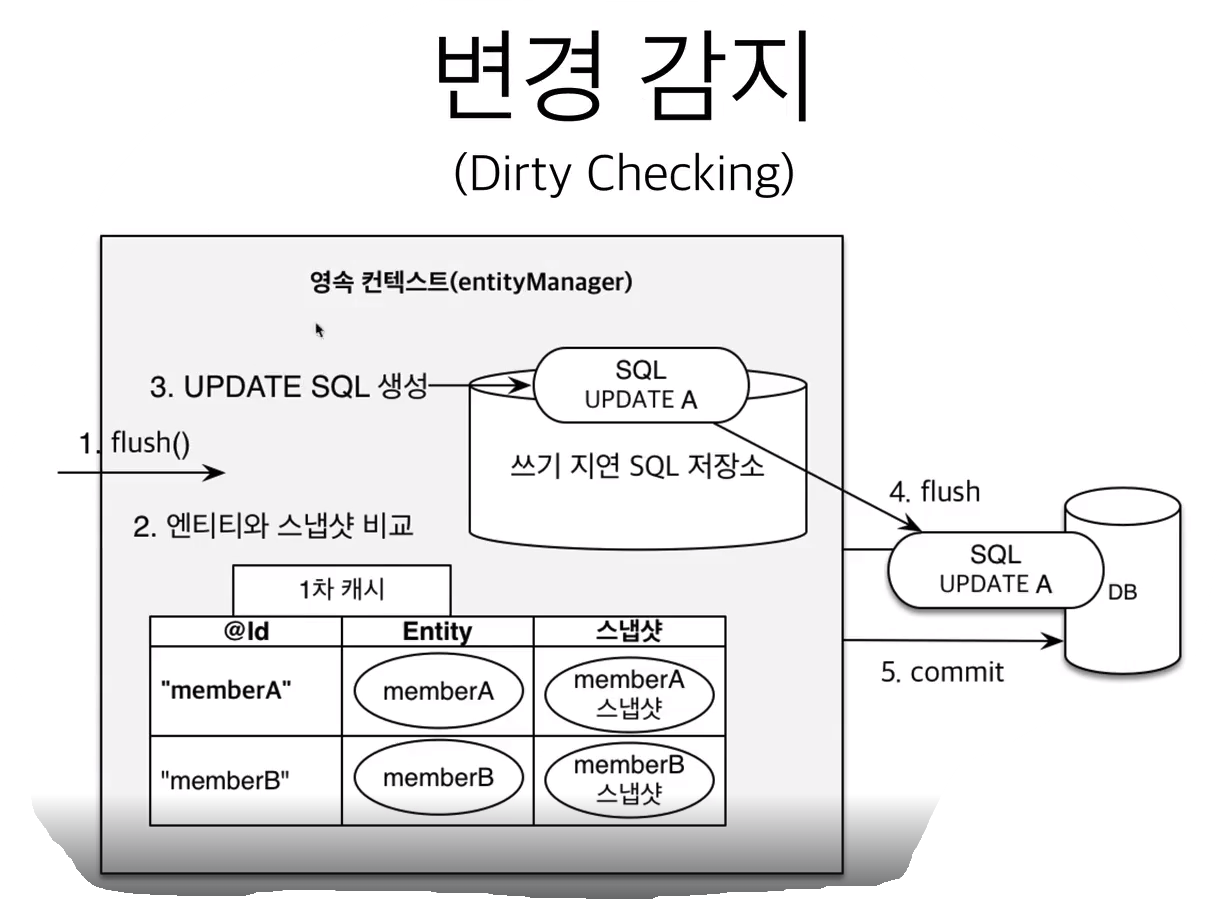 변경 감지
(Dirty Checking)
영속 컨텍스트(entityManager)
3. UPDATE SQL 생성
SQL
UPDATE A
1. flush()
쓰기 지연 SQL 저장소
4. flush
2. 엔티티와 스냅샷 비교
SQL
UPDATE A
DB
1차 캐시
@Id Entity 스냅샷
5. commit
"memberA" memberA memberA
스냅샷
"memberB" memberB memberB
스냅샷